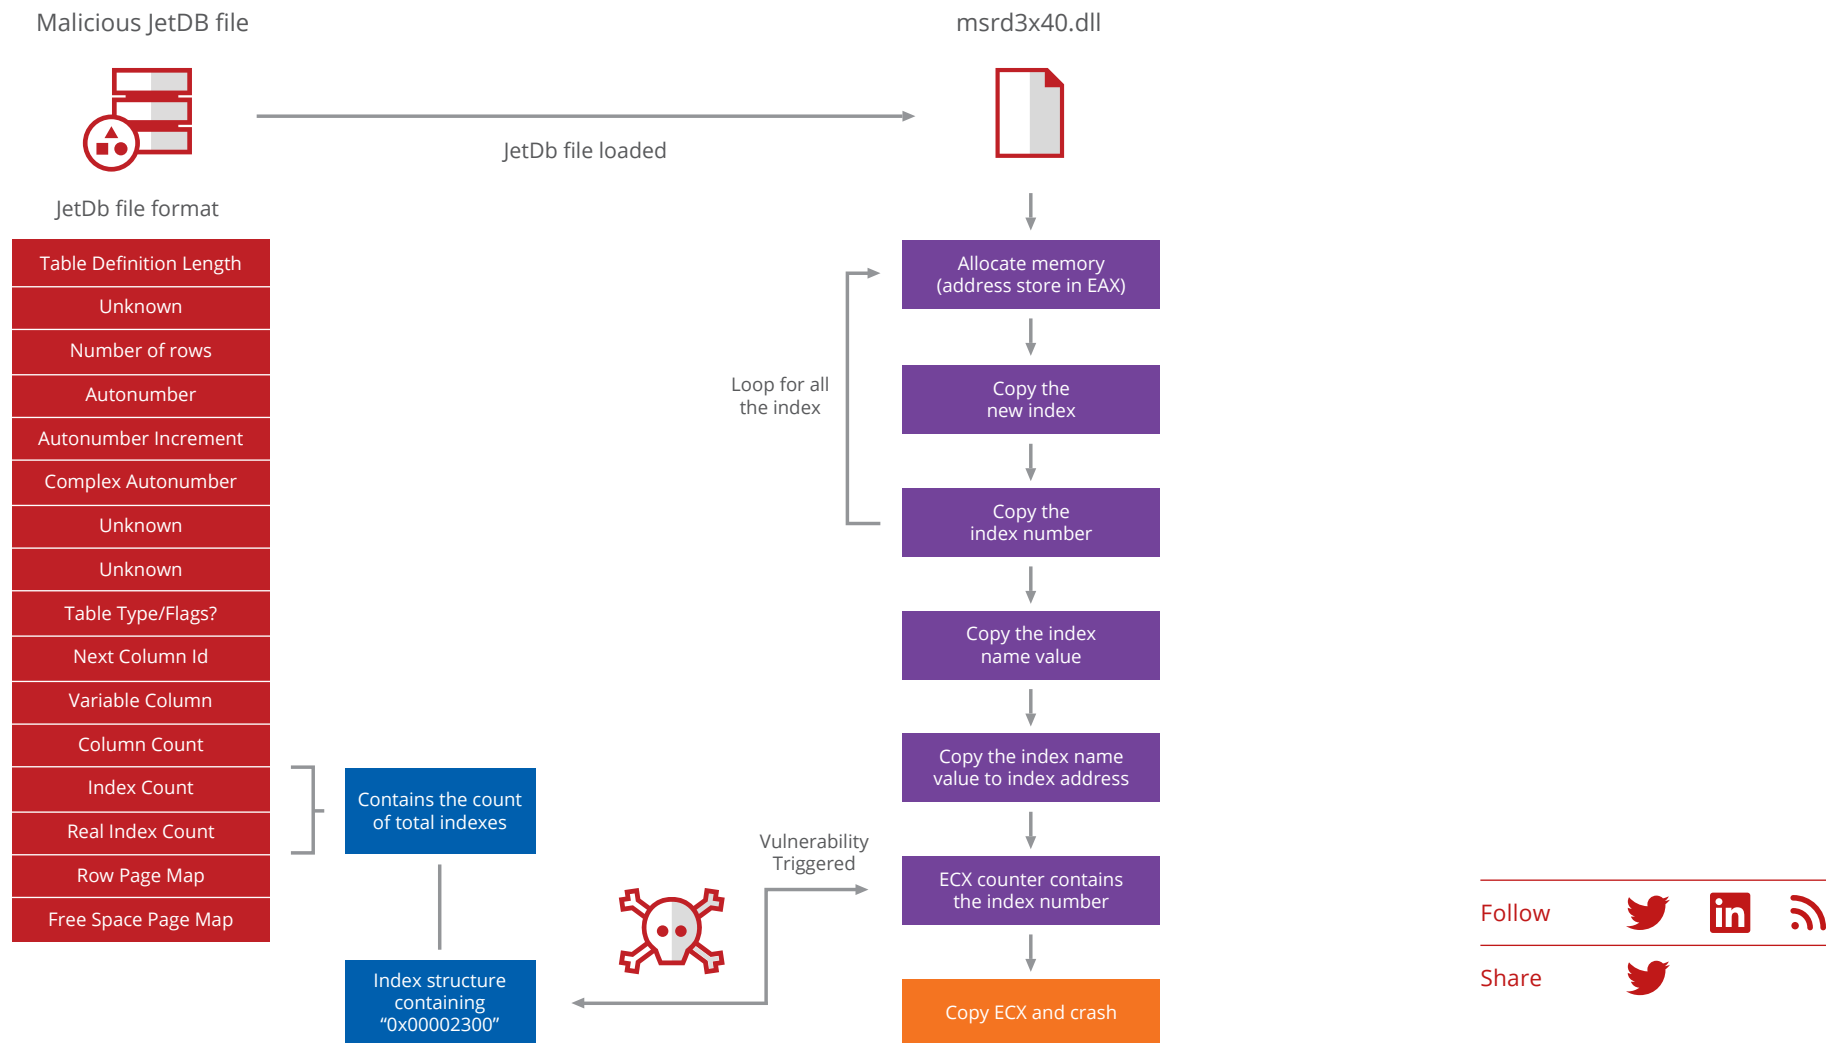 Malicious JetDB file
msrd3x40.dll
JetDb file loaded
JetDb file format
Table Definition Length
Unknown
Number of rows
Autonumber
Autonumber Increment
Complex Autonumber
Unknown
Unknown
Table Type/Flags?
Next Column Id
Variable Column
Column Count
Index Count
Real Index Count
Row Page Map
Free Space Page Map
Contains the count
of total indexes
Index structure
containing
“0x00002300”
Loop for all
the index
Vulnerability
Triggered
Allocate memory
(address store in EAX)
Copy the
new index
Copy the
index number
Copy the index
name value
Copy the index name
value to index address
ECX counter contains
the index number
Copy ECX and crash
Follow
in
Share